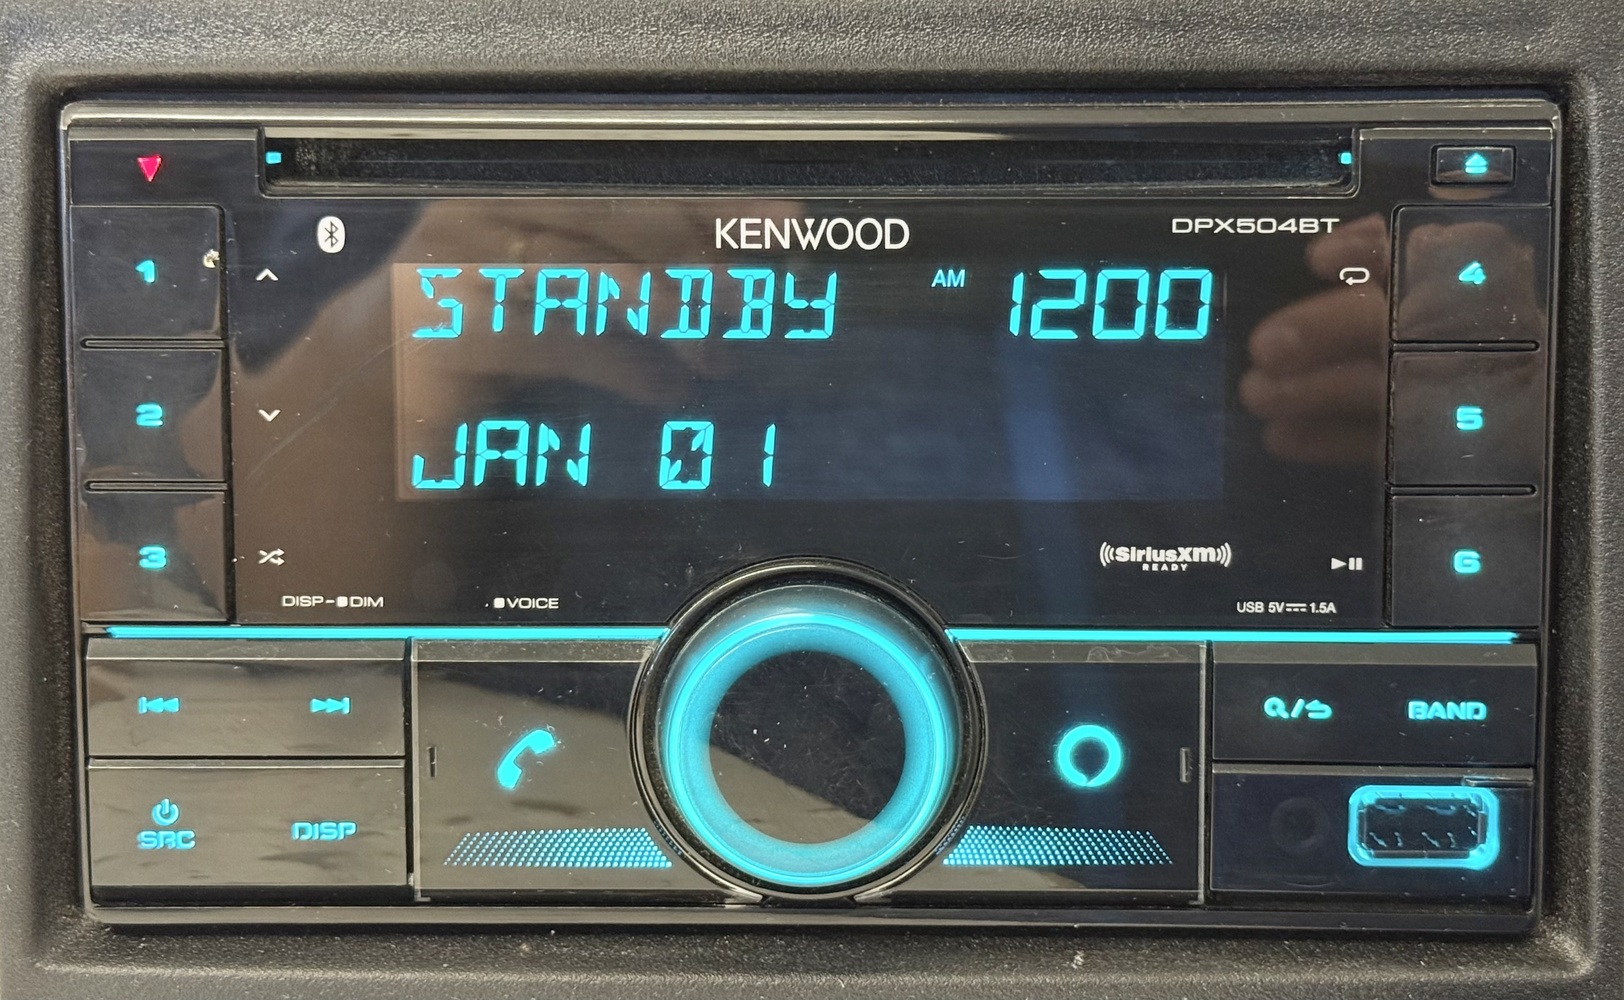 KENWOOD
DPX504BT
1
STANDBY AM 1200
4
2
JAN 01
5
3
((SiriusXM))
READY
6
DISP-DIM
VOICE
USB 5V 1.5A
Q/
BAND
SRC
DISP